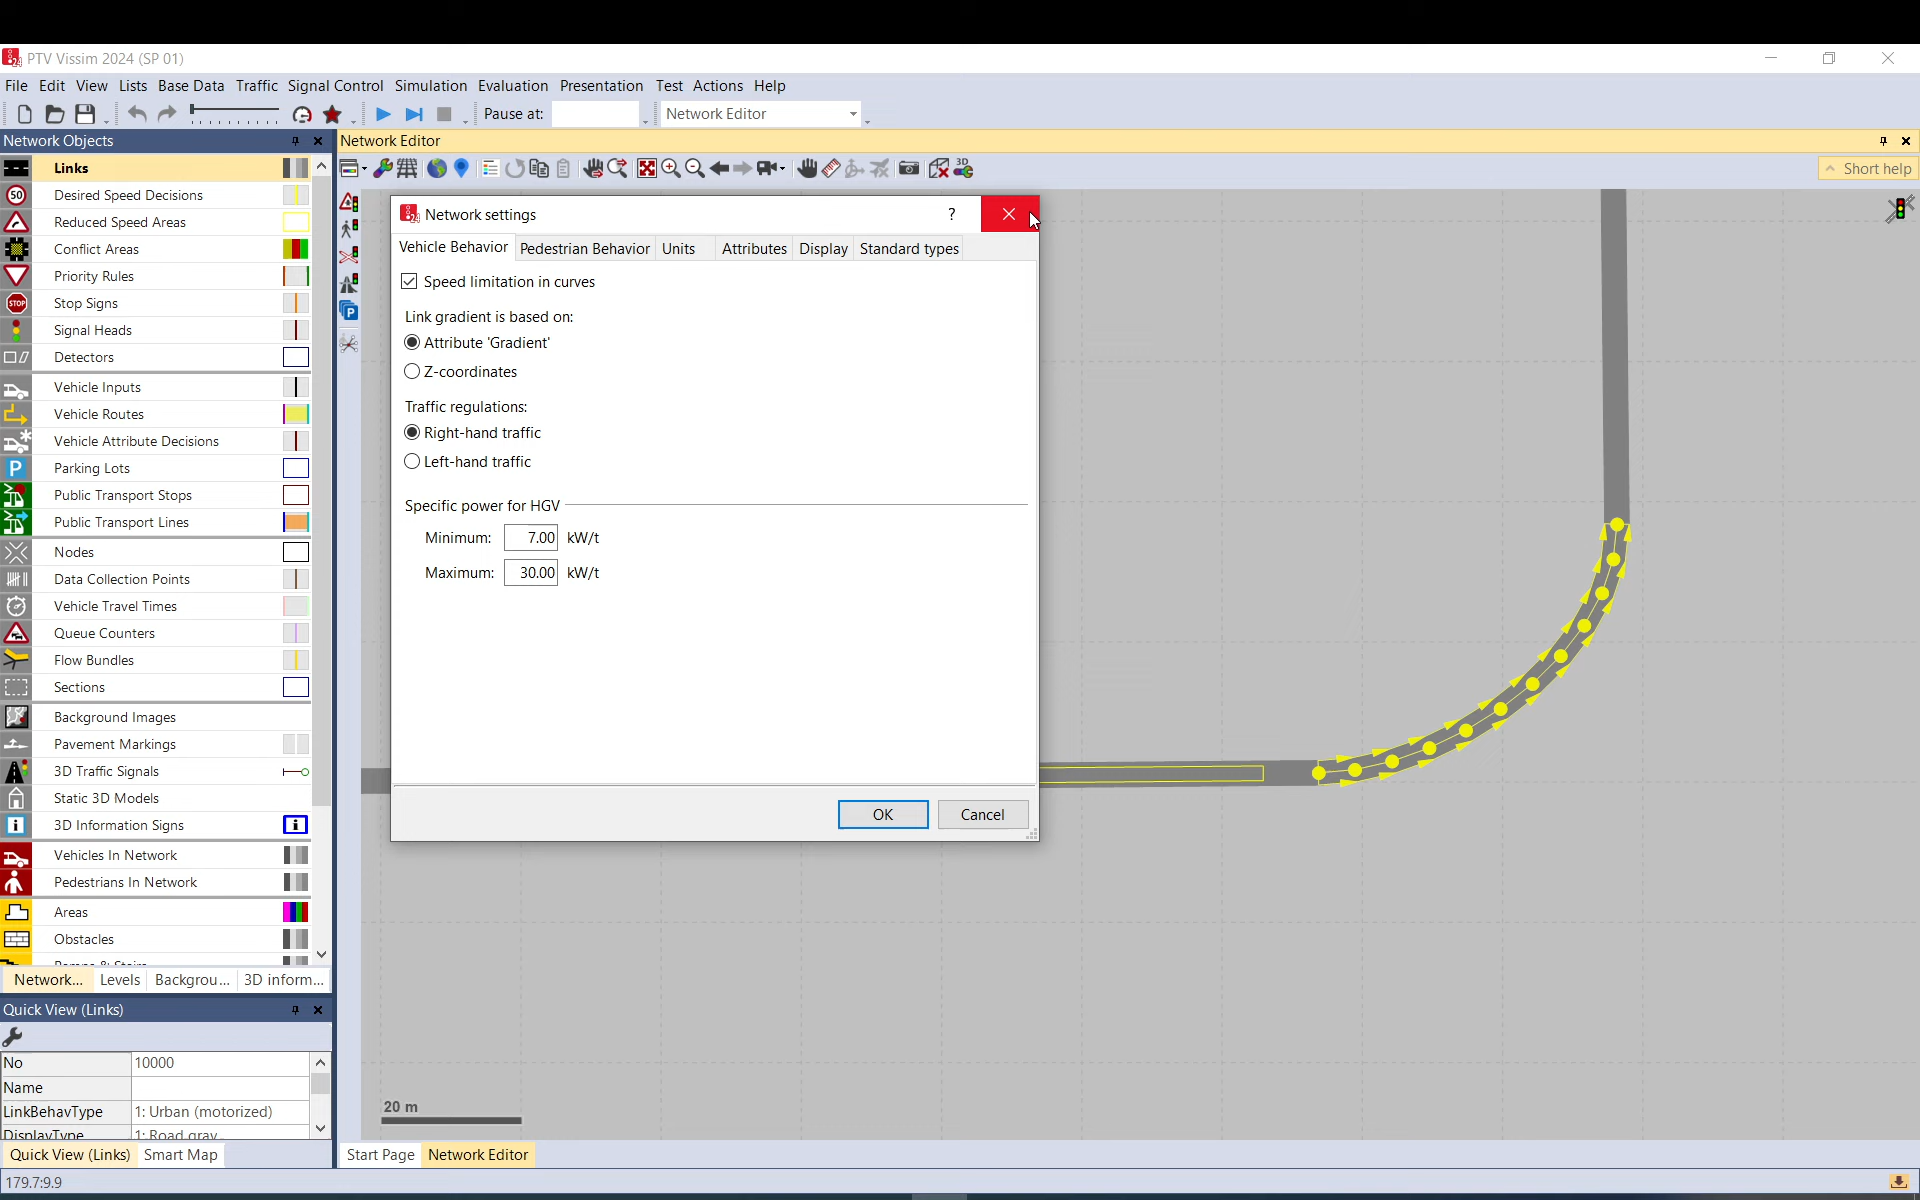 PTV Vissim 2024 (SP 01)
File Edit View Lists Base Data Traffic Signal Control Simulation Evaluation Presentation Test Actions Help
Pause at: Network Editor
Network Objects
Network Editor
Short help
Links
50 Desired Speed Decisions
Reduced Speed Areas
Conflict Areas
Priority Rules
STOP Stop Signs
Signal Heads
Detectors
Vehicle Inputs
Vehicle Routes
Vehicle Attribute Decisions
P Parking Lots
Public Transport Stops
Public Transport Lines
Nodes
Data Collection Points
Vehicle Travel Times
Queue Counters
Flow Bundles
Sections
Background Images
Pavement Markings
3D Traffic Signals
Static 3D Models
3D Information Signs
Vehicles In Network
Pedestrians In Network
Areas
Obstacles
Network... Levels Backgrou... 3D inform...
Quick View (Links)
No 10000
Name
LinkBehavType 1: Urban (motorized)
DisplayType 1: Road gray
Quick View (Links) Smart Map
Network settings
?
Vehicle Behavior Pedestrian Behavior Units Attributes Display Standard types
Speed limitation in curves
Link gradient is based on:
Attribute 'Gradient'
Z-coordinates
Traffic regulations:
Right-hand traffic
Left-hand traffic
Specific power for HGV
Minimum: 7.00 kW/t
Maximum: 30.00 kW/t
OK Cancel
20 m
Start Page Network Editor
179.7:9.9